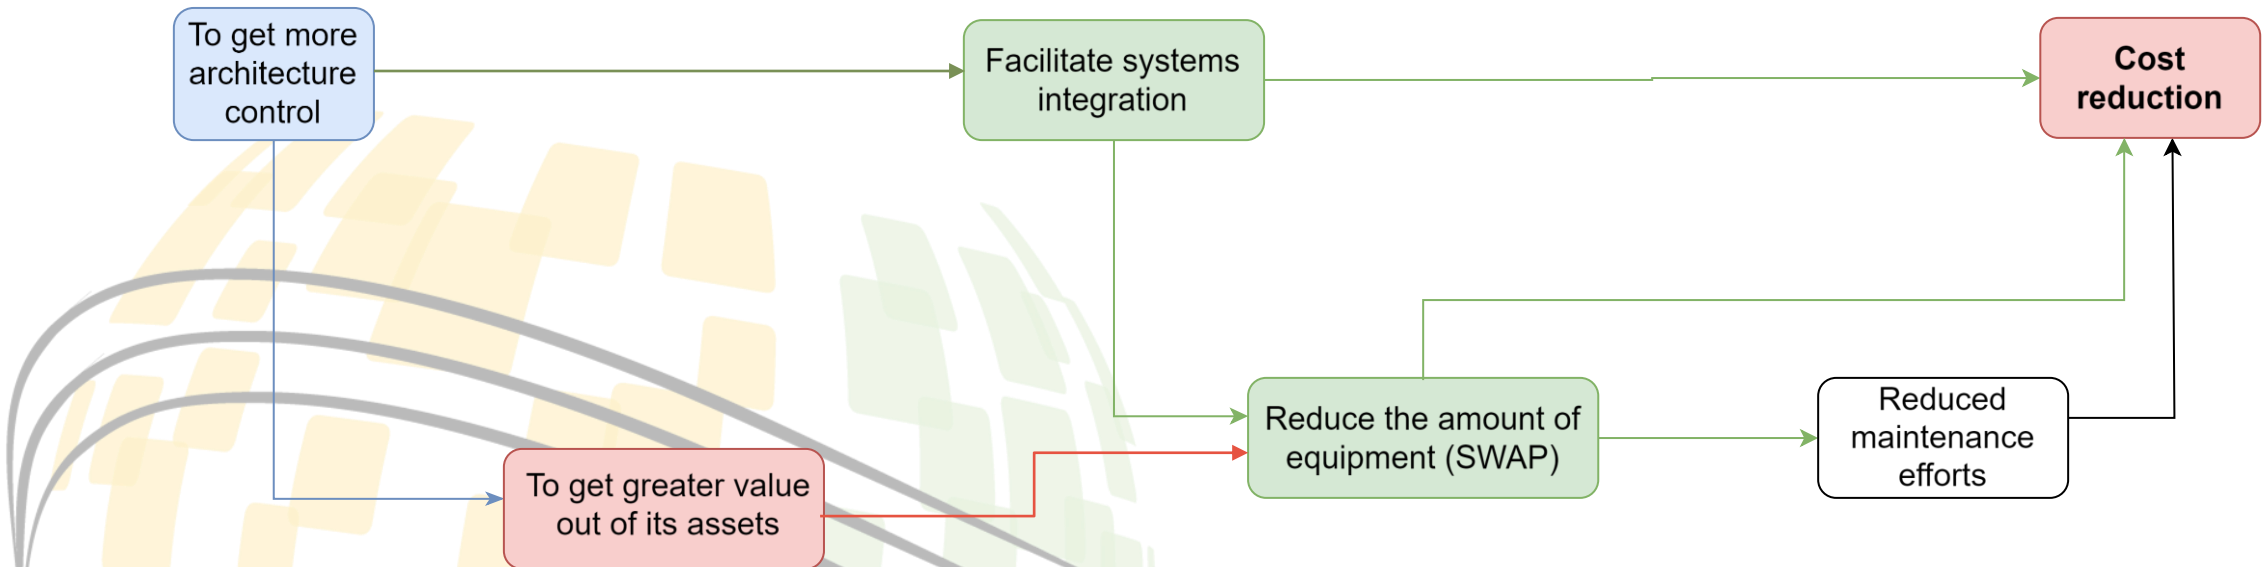 To get more
architecture
control
Facilitate systems
integration
Cost
reduction
To get greater value
out of its assets
Reduce the amount of
equipment (SWAP)
Reduced
maintenance
efforts